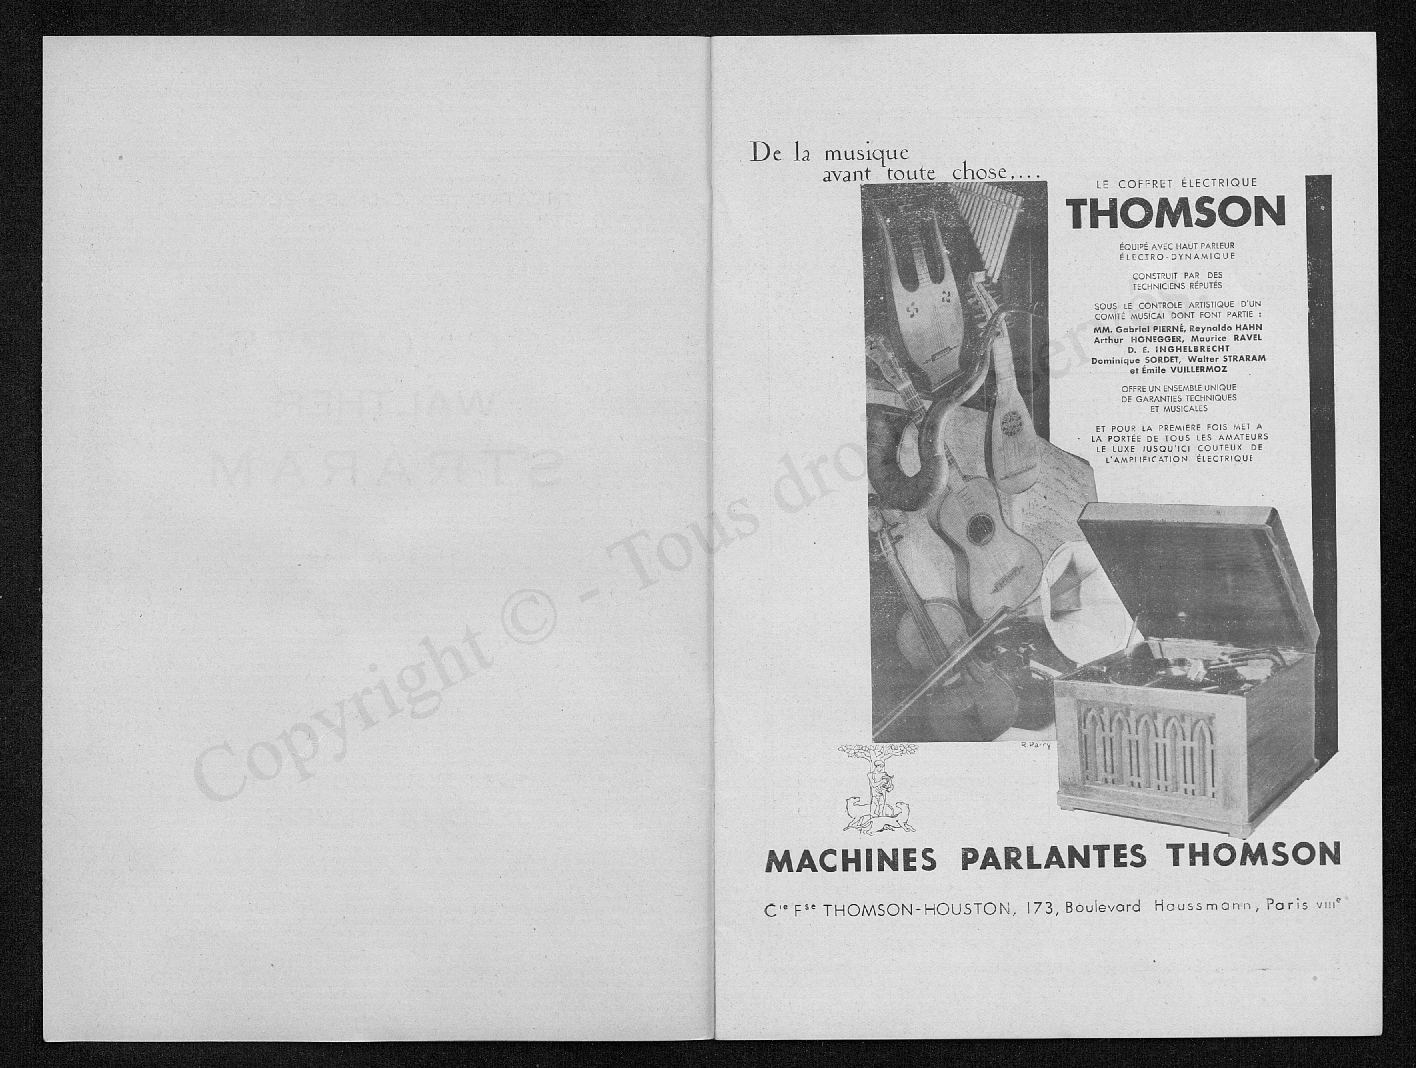 De la musique
avant toute chose....
LE COFFRET ÉLECTRIQUE
THOMSON
ÉQUIPÉ AVEC HAUT PARLEUR
ÉLECTRO-DYNAMIQUE
CONSTRUIT PAR DES
TECHNICIENS RÉPUTÉS
SOUS LE CONTROLE ARTISTIQUE D'UN
COMITÉ MUSICAL DONT FONT PARTIE :
MM. Gabriel PIERNÉ, Reynaldo HAHN
Arthur HONEGGER, Maurice RAVEL
D. E. INGHELBRECHT
Dominique SORDET, Walter STRARAM
et Émile VUILLERMOZ
OFFRE UN ENSEMBLE UNIQUE
DE GARANTIES TECHNIQUES
ET MUSICALES
ET POUR LA PREMIERE FOIS MET A
LA PORTÉE DE TOUS LES AMATEURS
LE LUXE JUSQU'ICI COUTEUX DE
L'AMPLIFICATION ÉLECTRIQUE
R. Parry
MACHINES PARLANTES THOMSON
Cie Fse THOMSON-HOUSTON, 173, Boulevard Haussmann, Paris VIIIe
Copyright © - Tous dro